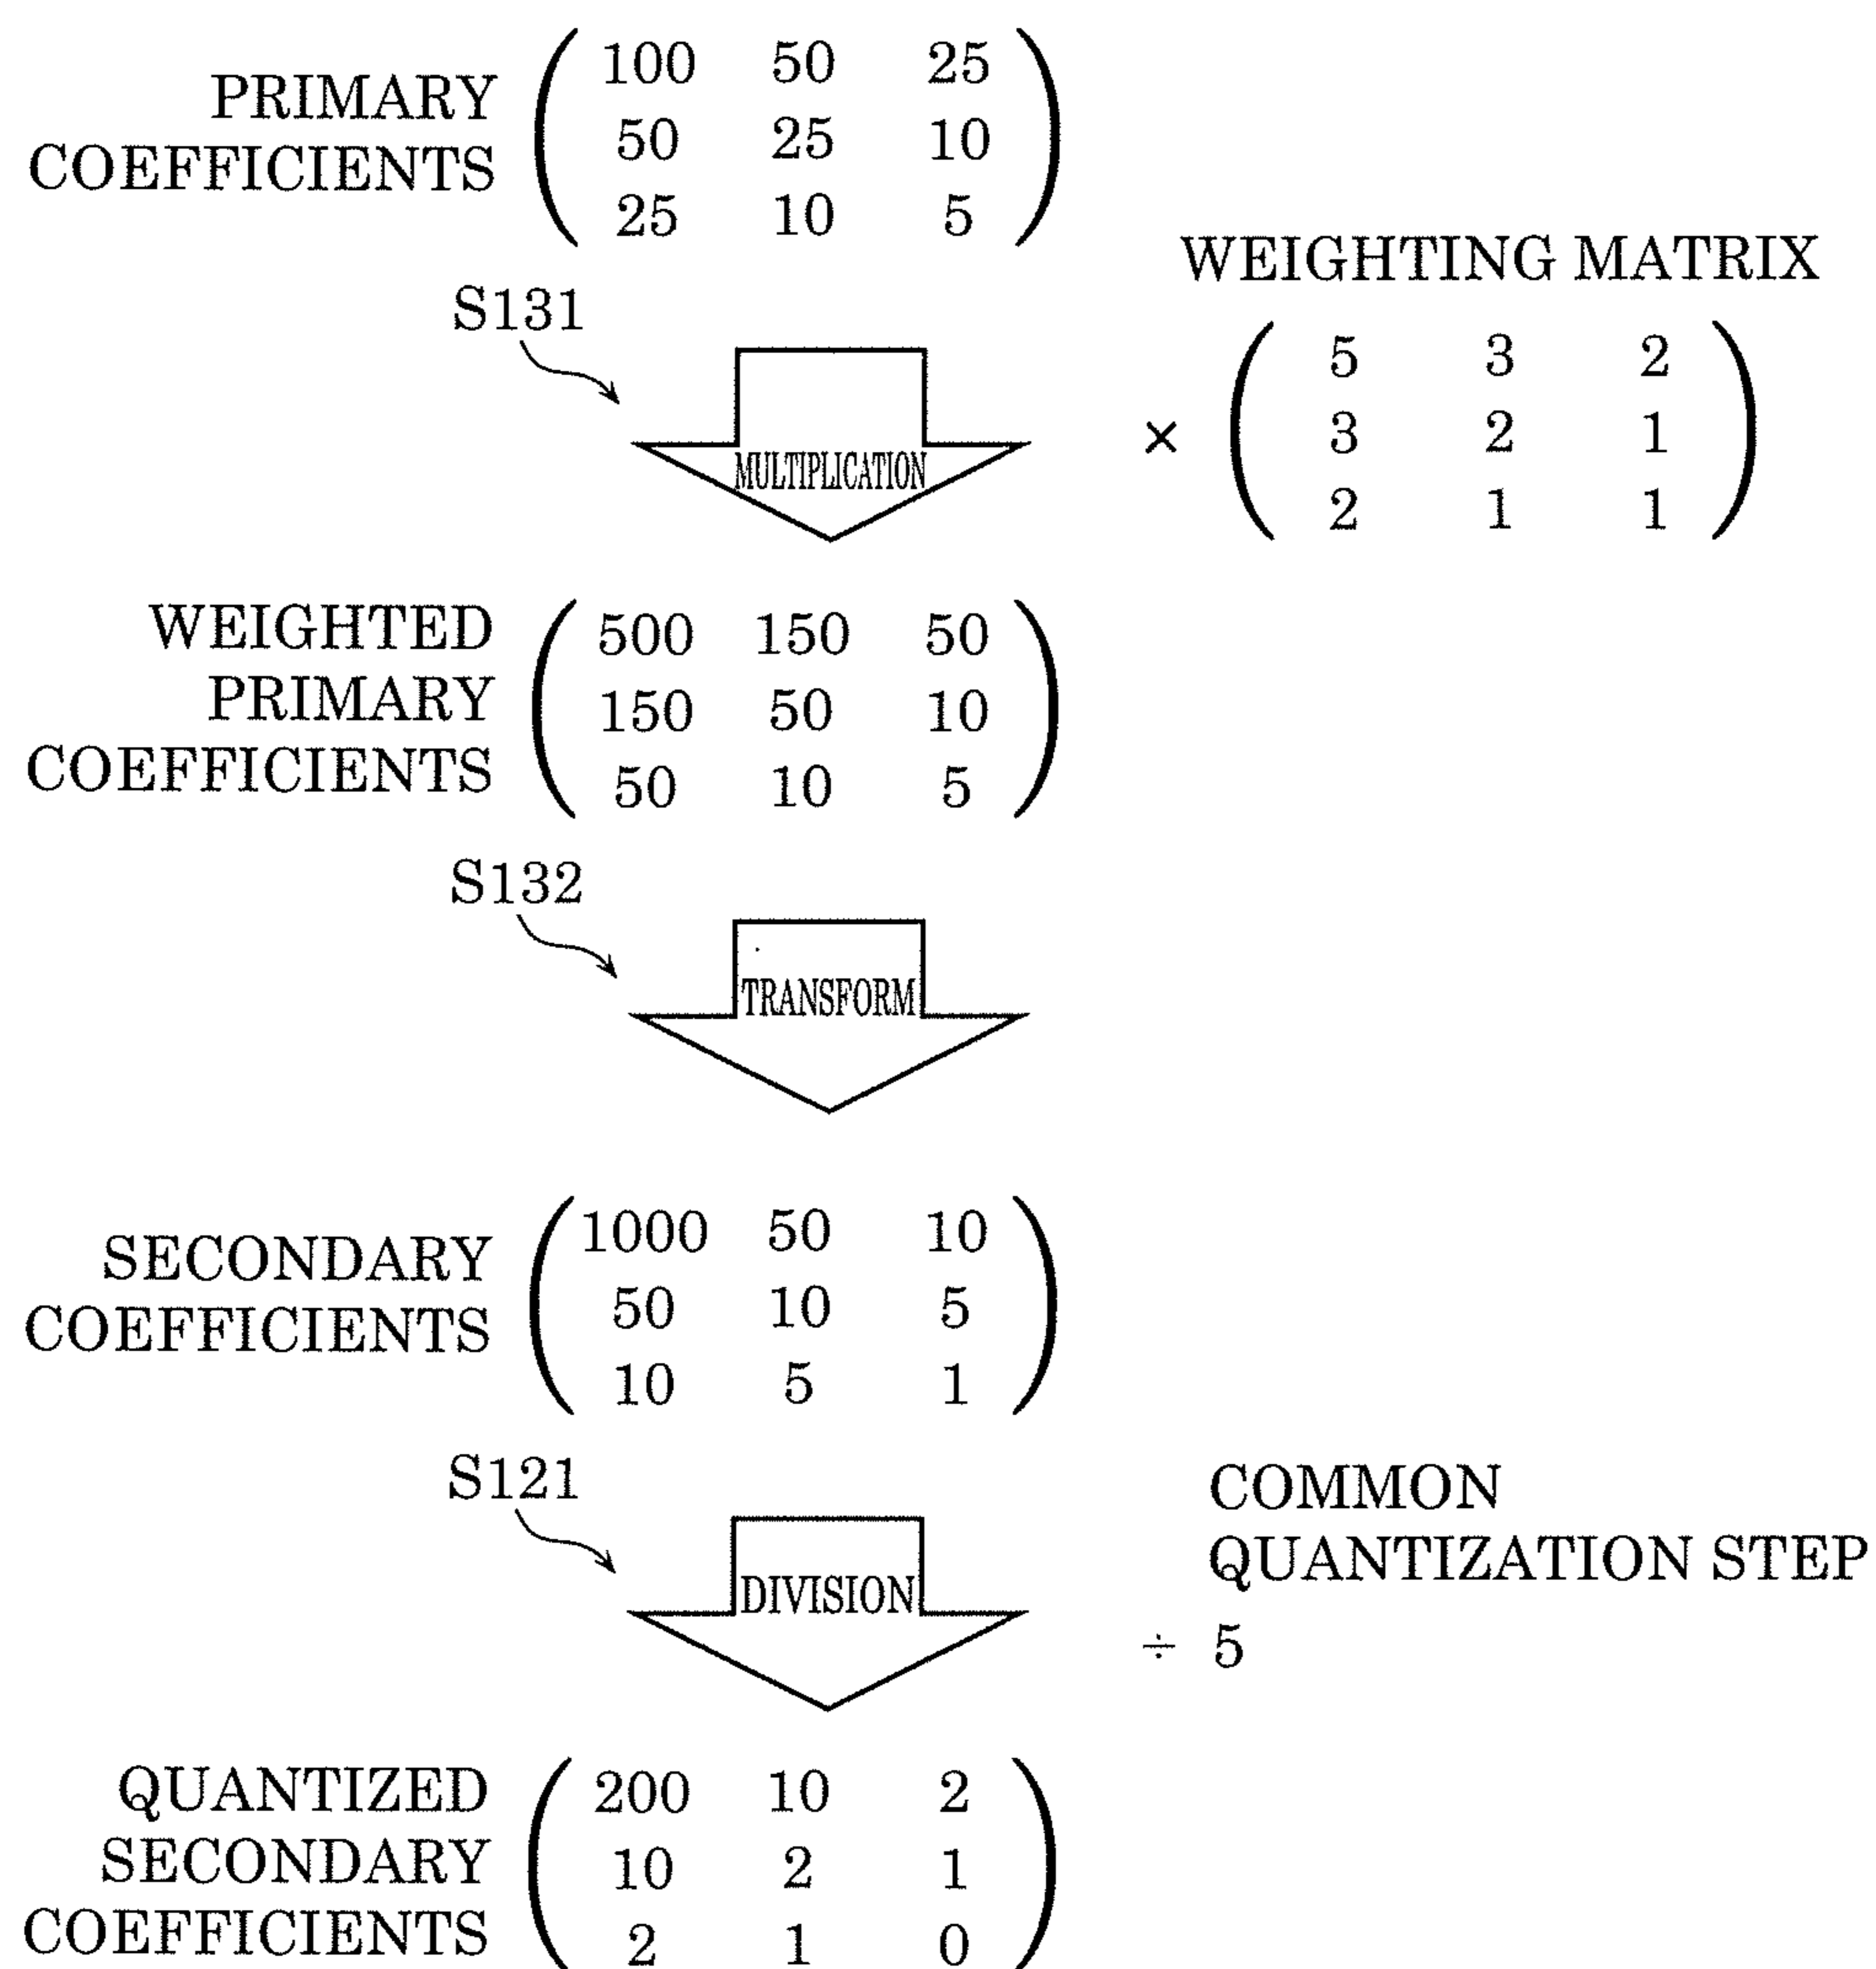 PRIMARY
COEFFICIENTS
100 50 25
50 25 10
25 10 5
S131
MULTIPLICATION
WEIGHTING MATRIX
×
5 3 2
3 2 1
2 1 1
WEIGHTED
PRIMARY
COEFFICIENTS
500 150 50
150 50 10
50 10 5
S132
TRANSFORM
SECONDARY
COEFFICIENTS
1000 50 10
50 10 5
10 5 1
S121
DIVISION
COMMON
QUANTIZATION STEP
÷ 5
QUANTIZED
SECONDARY
COEFFICIENTS
200 10 2
10 2 1
2 1 0